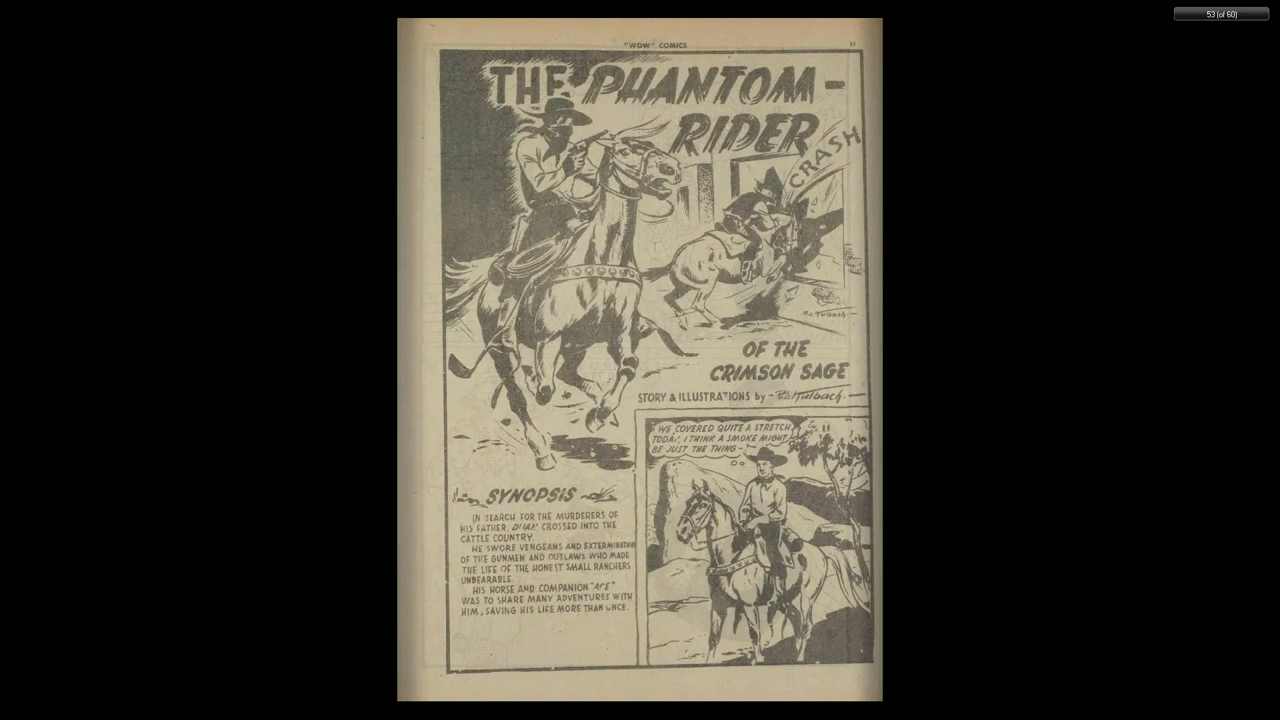 53 (of 60)
"WOW" COMICS
THE PHANTOM-
RIDER
CRASH
OF THE
CRIMSON SAGE
STORY & ILLUSTRATIONS by -
WE COVERED QUITE A STRETCH
TODAY, I THINK A SMOKE MIGHT
BE JUST THE THING-
SYNOPSIS
IN SEARCH FOR THE MURDERERS OF
HIS FATHER, CROSSED INTO THE
CATTLE COUNTRY.
HE SWORE VENGEANS AND EXTERMINATION
OF THE GUNMEN AND OUTLAWS WHO MADE
THE LIFE OF THE HONEST SMALL RANCHERS
UNBEARABLE.
HIS HORSE AND COMPANION "ACE"
WAS TO SHARE MANY ADVENTURES WITH
HIM, SAVING HIS LIFE MORE THAN ONCE.